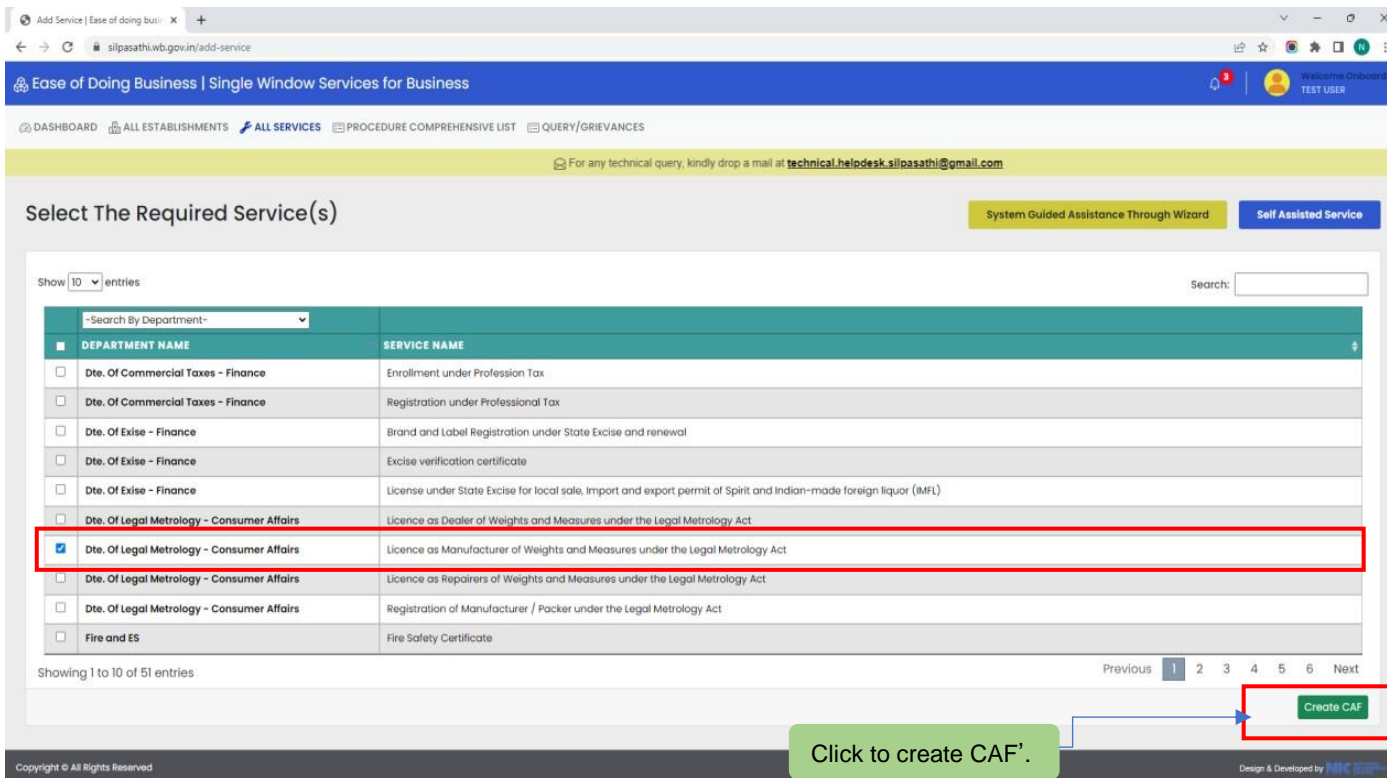 Add Service | Ease of doing busi
silpasathi.wb.gov.in/add-service
N
Ease of Doing Business | Single Window Services for Business
3
Welcome Onboard
TEST USER
DASHBOARD ALL ESTABLISHMENTS ALL SERVICES PROCEDURE COMPREHENSIVE LIST QUERY/GRIEVANCES
For any technical query, kindly drop a mail at technical.helpdesk.silpasathi@gmail.com
Select The Required Service(s)
System Guided Assistance Through Wizard Self Assisted Service
Show 10 entries Search:
-Search By Department-
DEPARTMENT NAME SERVICE NAME
Dte. Of Commercial Taxes - Finance Enrollment under Profession Tax
Dte. Of Commercial Taxes - Finance Registration under Professional Tax
Dte. Of Exise - Finance Brand and Label Registration under State Excise and renewal
Dte. Of Exise - Finance Excise verification certificate
Dte. Of Exise - Finance License under State Excise for local sale, Import and export permit of Spirit and Indian-made foreign liquor (IMFL)
Dte. Of Legal Metrology - Consumer Affairs Licence as Dealer of Weights and Measures under the Legal Metrology Act
Dte. Of Legal Metrology - Consumer Affairs Licence as Manufacturer of Weights and Measures under the Legal Metrology Act
Dte. Of Legal Metrology - Consumer Affairs Licence as Repairers of Weights and Measures under the Legal Metrology Act
Dte. Of Legal Metrology - Consumer Affairs Registration of Manufacturer / Packer under the Legal Metrology Act
Fire and ES Fire Safety Certificate
Showing 1 to 10 of 51 entries Previous 1 2 3 4 5 6 Next
Create CAF
Click to create CAF’.
Copyright © All Rights Reserved Design & Developed by NIC